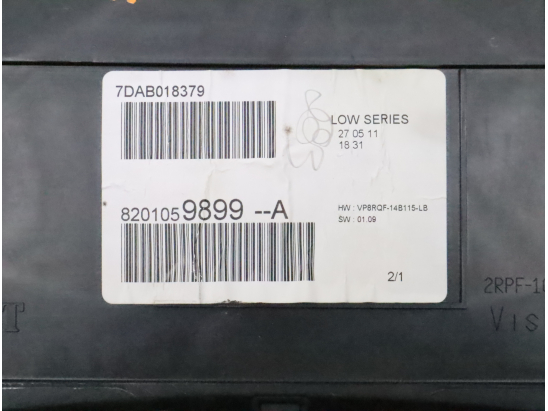 7DAB018379
LOW SERIES
27 05 11
18 31
8201059899 --A
HW : VP8RQF-14B115-LB
SW : 01.09
2/1
2RPF-10
VIS